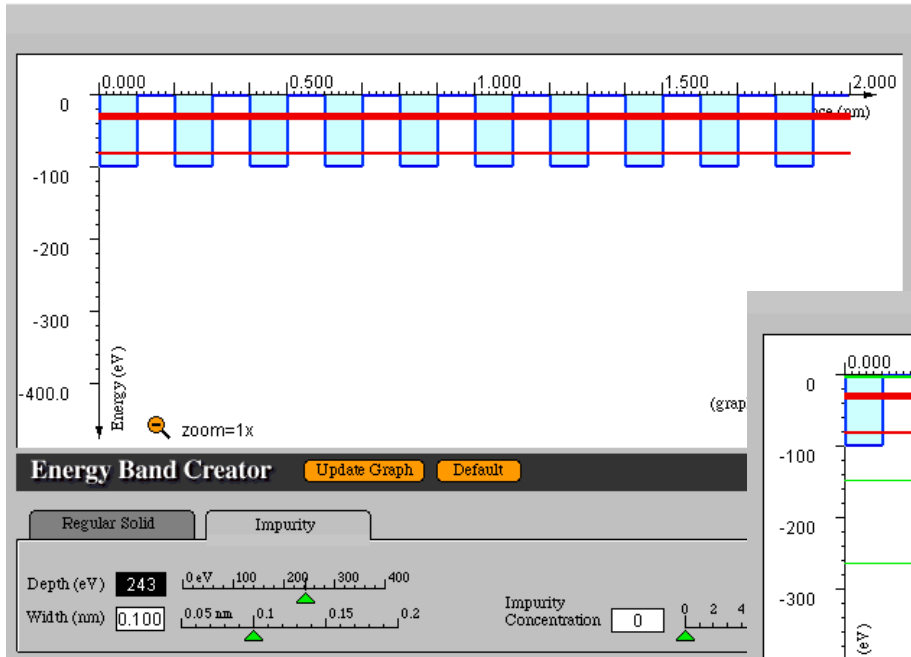 0.000 0.500 1.000 1.500 2.000
0
(nm)
-100
-200
-300
-400.0
Energy (eV)
zoom=1x
(grap
0.000
0
-100
-200
-300
(eV)
Energy Band Creator Update Graph Default
Regular Solid Impurity
Depth (eV) 243 0 eV 100 200 300 400
Width (nm) 0.100 0.05 nm 0.1 0.15 0.2
Impurity
Concentration 0 0 2 4